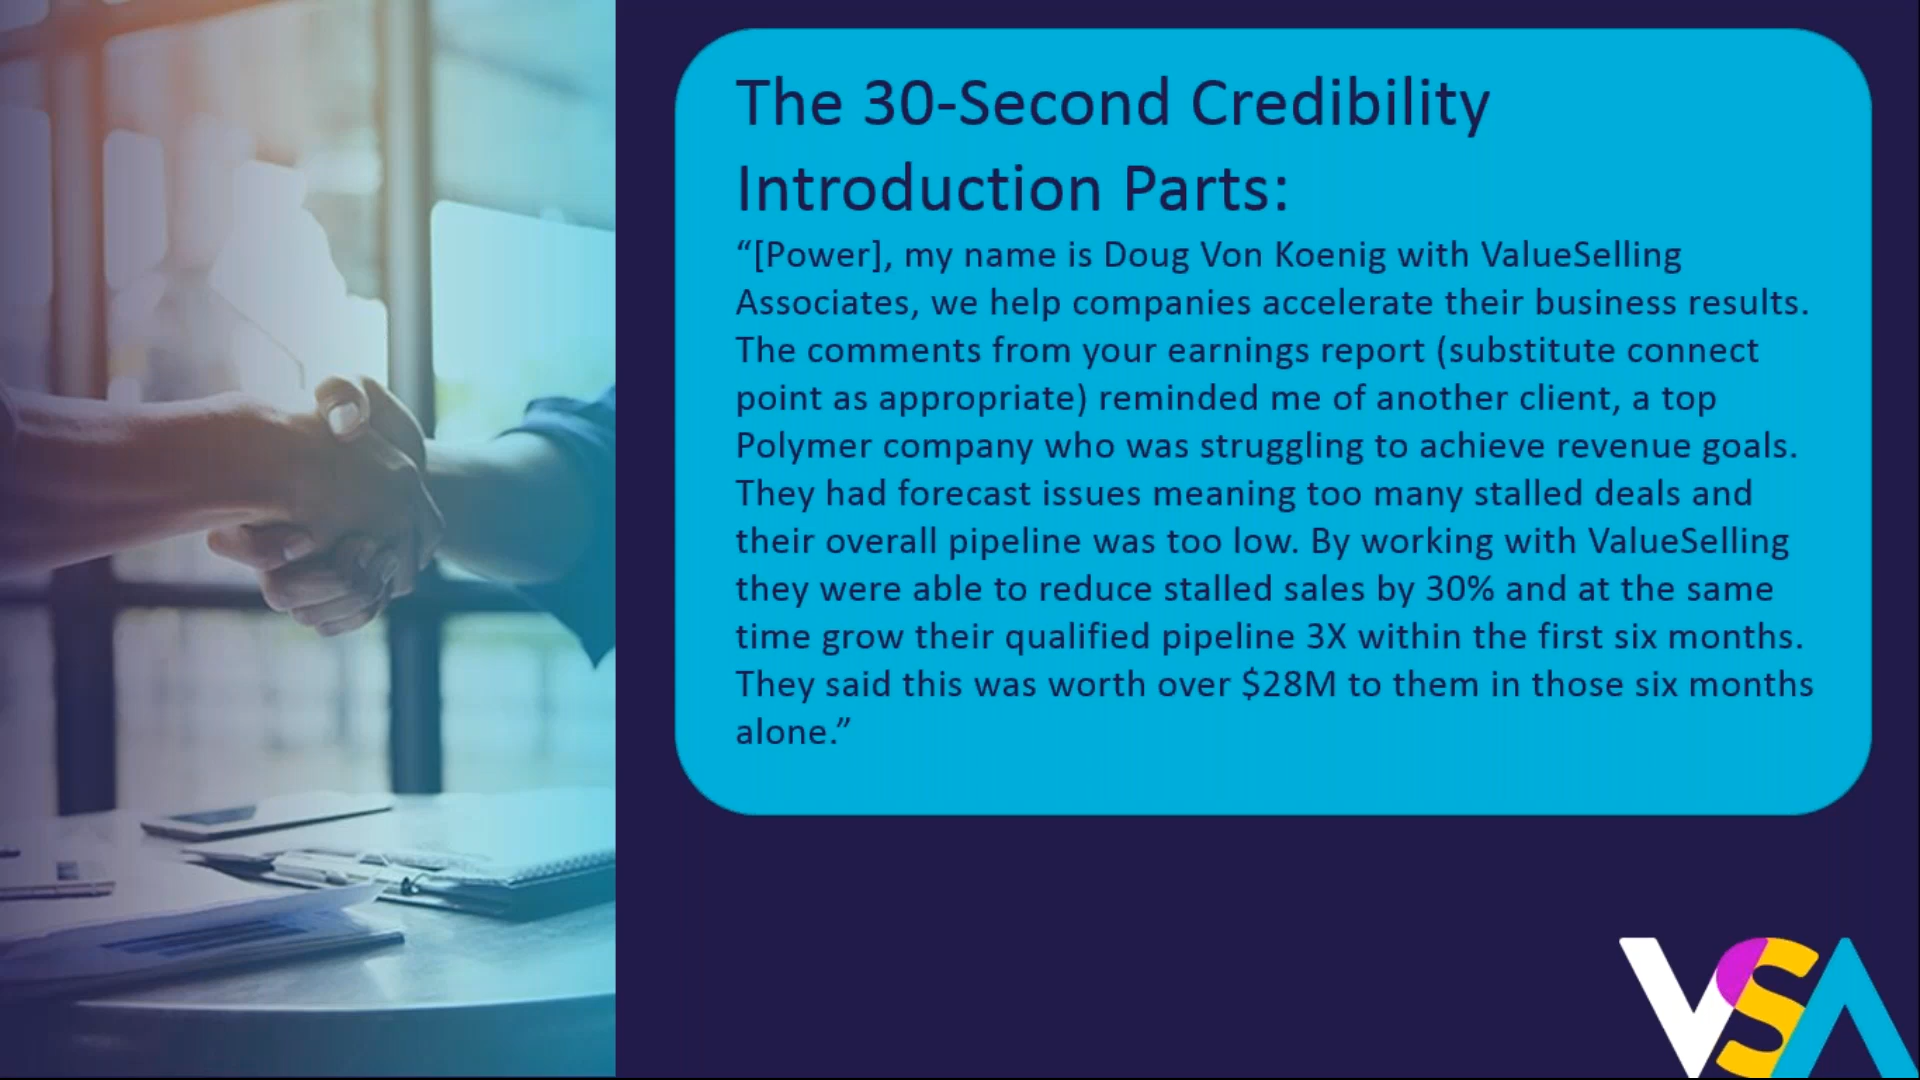 The 30-Second Credibility
Introduction Parts:
“[Power], my name is Doug Von Koenig with ValueSelling
Associates, we help companies accelerate their business results.
The comments from your earnings report (substitute connect
point as appropriate) reminded me of another client, a top
Polymer company who was struggling to achieve revenue goals.
They had forecast issues meaning too many stalled deals and
their overall pipeline was too low. By working with ValueSelling
they were able to reduce stalled sales by 30% and at the same
time grow their qualified pipeline 3X within the first six months.
They said this was worth over $28M to them in those six months
alone.”
VSA